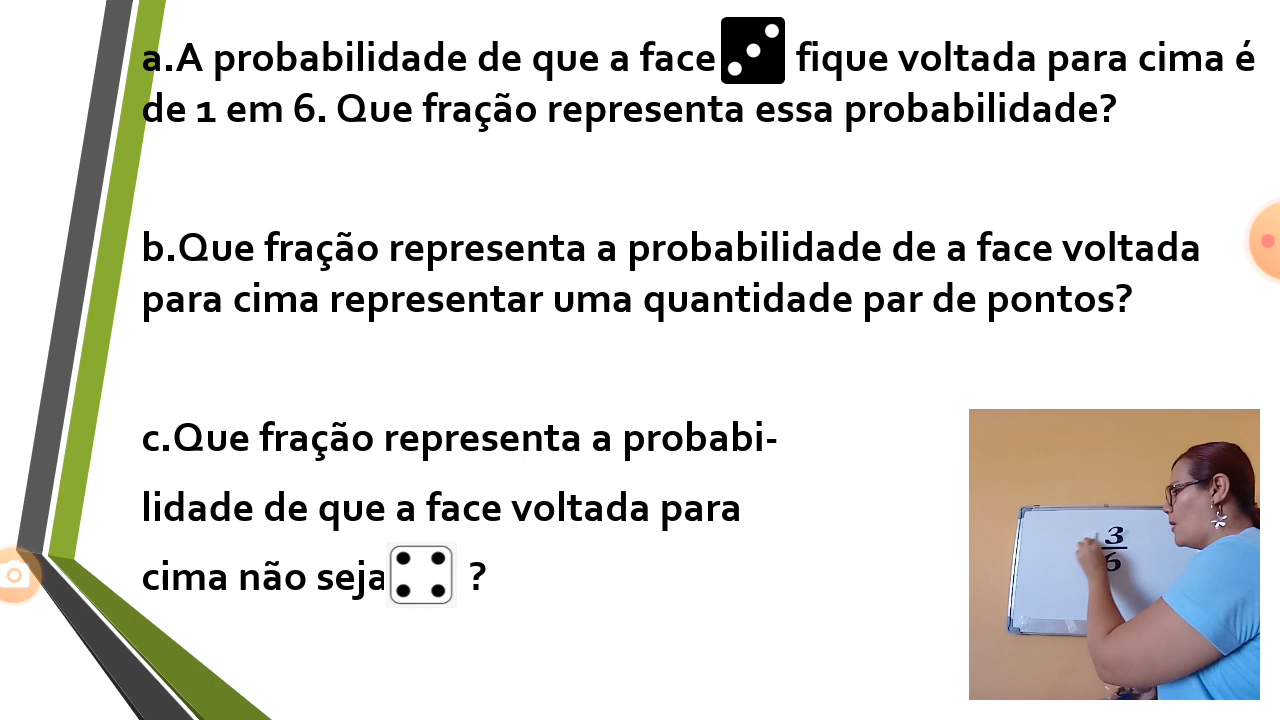 a.A probabilidade de que a face fique voltada para cima é
de 1 em 6. Que fração representa essa probabilidade?
b.Que fração representa a probabilidade de a face voltada
para cima representar uma quantidade par de pontos?
c.Que fração representa a probabi-
lidade de que a face voltada para
cima não seja ?
3
6